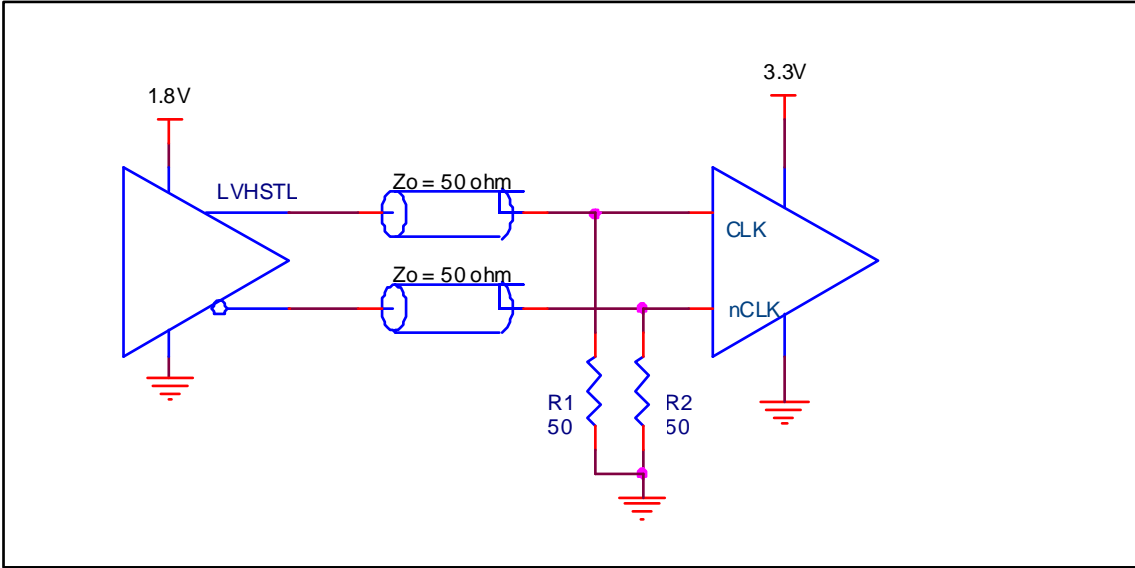 3.3V
1.8V
LVHSTL
Zo = 50 ohm
CLK
Zo = 50 ohm
nCLK
R1
50
R2
50